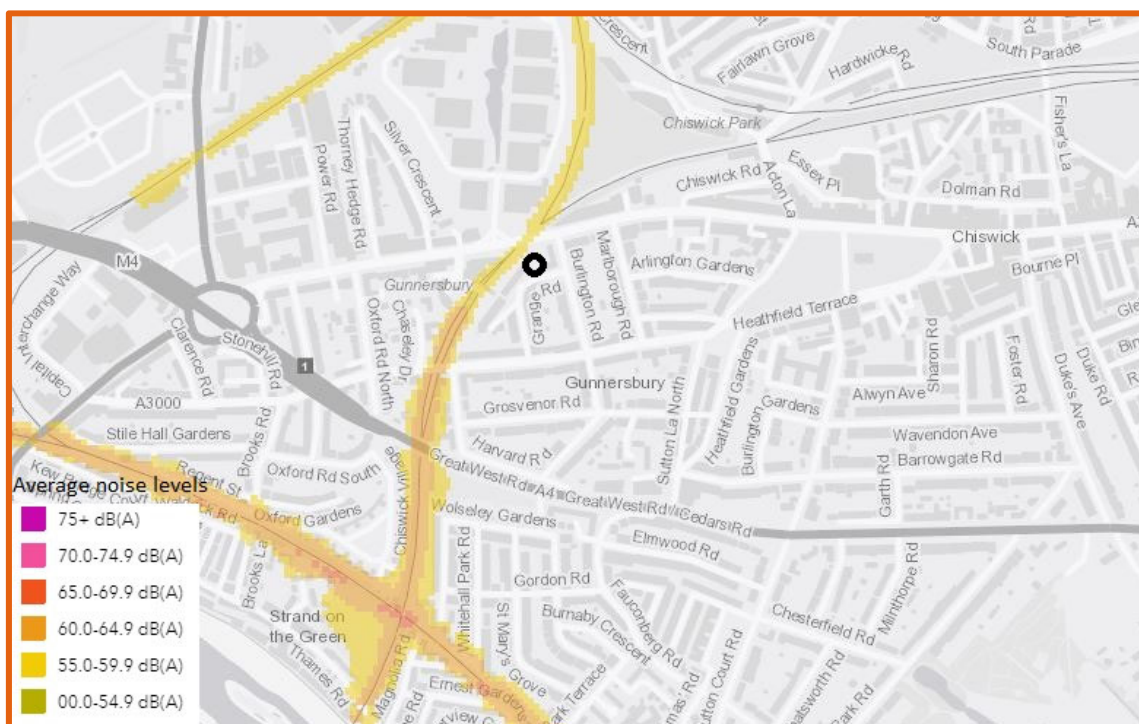 Crescent
Fairlawn Grove
Hardwicke Rd
South Parade
Chiswick Park
Fisher's La
Silver Crescent
Thorney Hedge Rd
Power Rd
Chiswick Rd
Acton La
Essex Pl
Dolman Rd
Chiswick
Bourne Pl
M4
Capital Interchange Way
Gunnersbury
Grange Rd
Burlington Rd
Marlborough Rd
Arlington Gardens
Heathfield Terrace
Clarence Rd
Stonehill Rd
1
Oxford Rd North
Chaseley Dr
Gunnersbury
Sharon Rd
Foster Rd
Duke Rd
Duke's Ave
A3000
Grosvenor Rd
Sutton La North
Heathfield Gardens
Burlington Gardens
Alwyn Ave
Stile Hall Gardens
Brooks Rd
Harvard Rd
Wavendon Ave
Barrowgate Rd
Garth Rd
Regent St
Oxford Rd South
Chiswick Village
Great West Rd
A4
Great West Rd
Cedars Rd
Oxford Gardens
Wolseley Gardens
Elmwood Rd
Brooks La
Whitehall Park Rd
Gordon Rd
Milnthorpe Rd
Strand on
the Green
St Mary's Grove
Burnaby Crescent
Fauconberg Rd
Chesterfield Rd
Thames Rd
Magnolia Rd
Ernest Gardens
Average noise levels
75+ dB(A)
70.0-74.9 dB(A)
65.0-69.9 dB(A)
60.0-64.9 dB(A)
55.0-59.9 dB(A)
00.0-54.9 dB(A)